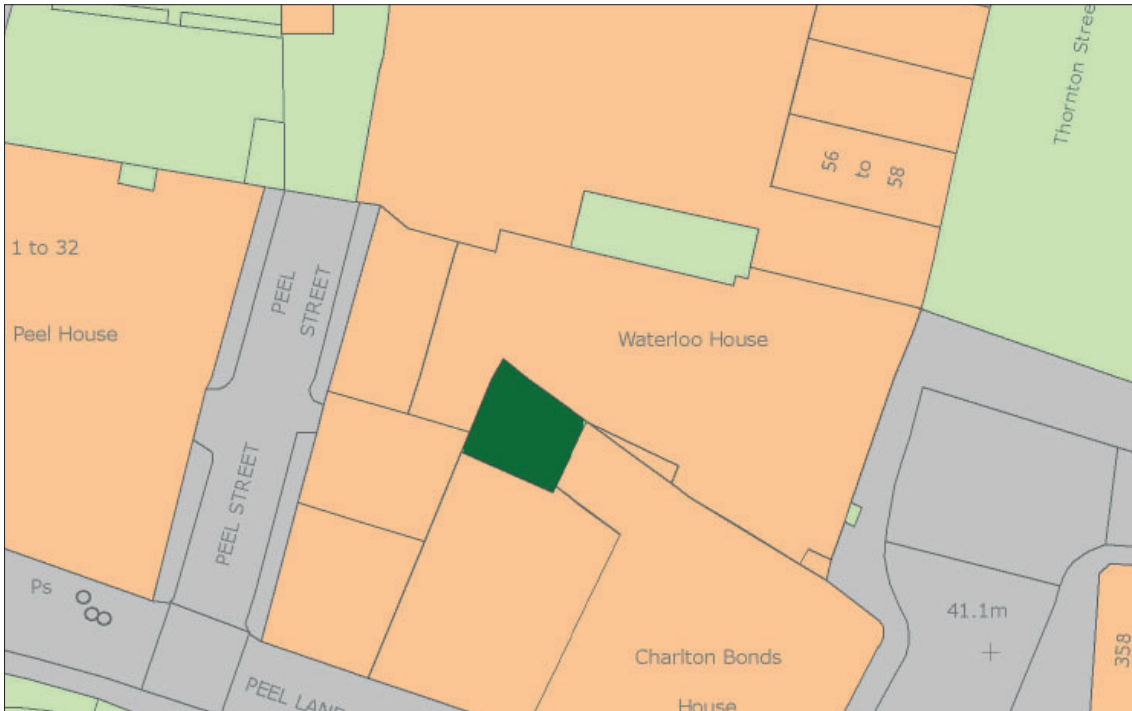 Thornton Stree
56
to
58
1 to 32
Peel House
PEEL
STREET
Waterloo House
PEEL STREET
Ps
41.1m
Charlton Bonds
House
358
PEEL LANE